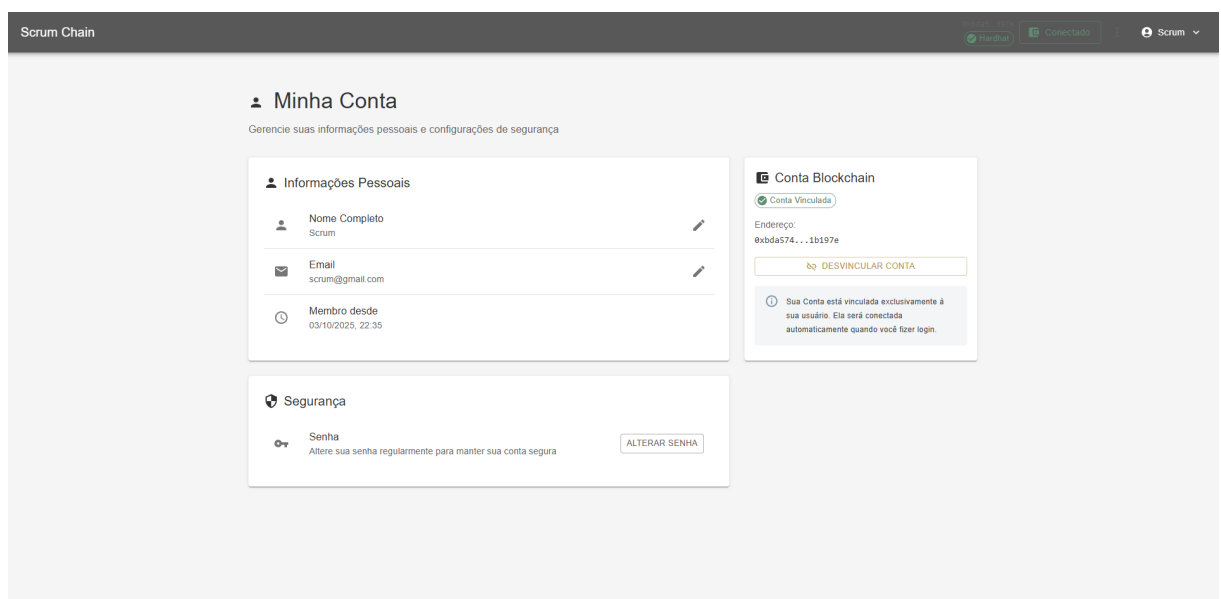 Scrum Chain
Hardhat
Conectado
Scrum
Minha Conta
Gerencie suas informações pessoais e configurações de segurança
Informações Pessoais
Nome Completo
Scrum
Email
scrum@gmail.com
Membro desde
03/10/2025, 22:35
Conta Blockchain
Conta Vinculada
Endereço:
0xbda574...1b197e
DESVINCULAR CONTA
Sua Conta está vinculada exclusivamente á
sua usuário. Ela será conectada
automaticamente quando você fizer login.
Segurança
Senha
Altere sua senha regularmente para manter sua conta segura
ALTERAR SENHA